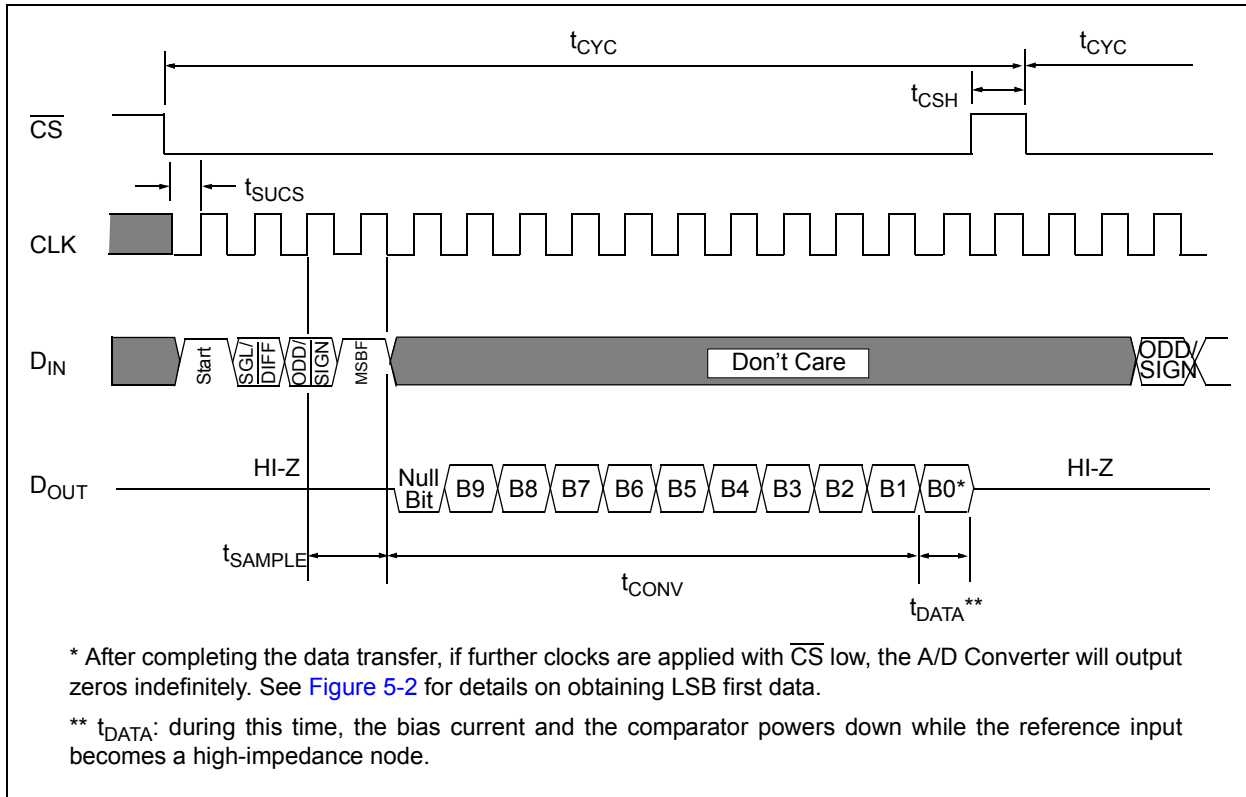 tCYC tCYC
tCSH
CS
tSUCS
CLK
DIN
Start
SGL/
DIFF
ODD/
SIGN
MSBF
Don't Care
ODD/
SIGN
HI-Z
HI-Z
DOUT
Null
Bit
B9 B8 B7 B6 B5 B4 B3 B2 B1 B0*
tSAMPLE
tCONV
tDATA**
* After completing the data transfer, if further clocks are applied with CS low, the A/D Converter will output
zeros indefinitely. See Figure 5-2 for details on obtaining LSB first data.
** tDATA: during this time, the bias current and the comparator powers down while the reference input
becomes a high-impedance node.